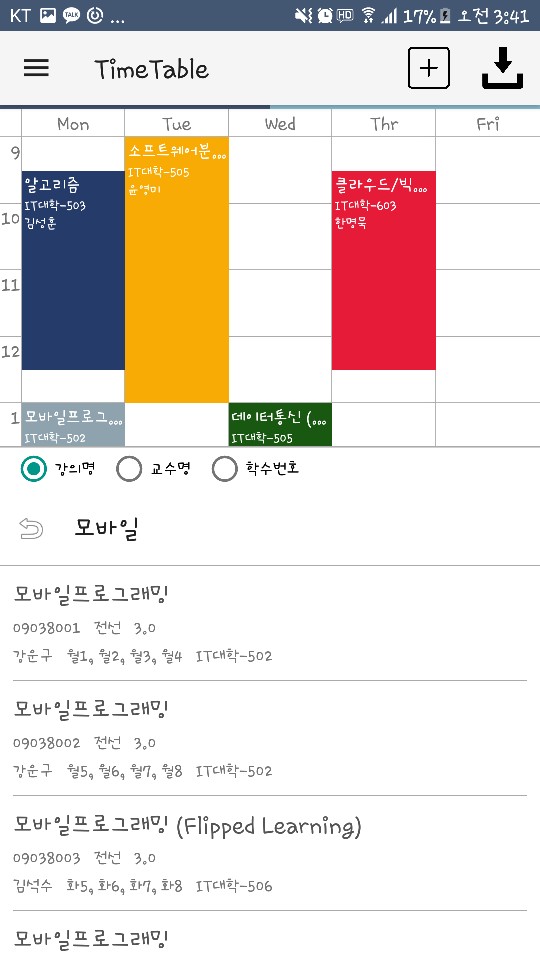 KT TALK ... HD 17% 오전 3:41
TimeTable
Mon Tue Wed Thr Fri
9
소프트웨어분...
IT대학-505
윤영미
알고리즘
IT대학-503
김성훈
클라우드/빅...
IT대학-603
한명묵
10
11
12
1
모바일프로그...
IT대학-502
데이터통신 (...
IT대학-505
강의명 교수명 학수번호
모바일
모바일프로그래밍
09038001 전선 3.0
강운구 월1, 월2, 월3, 월4 IT대학-502
모바일프로그래밍
09038002 전선 3.0
강운구 월5, 월6, 월7, 월8 IT대학-502
모바일프로그래밍 (Flipped Learning)
09038003 전선 3.0
김석수 화5, 화6, 화7, 화8 IT대학-506
모바일프로그래밍